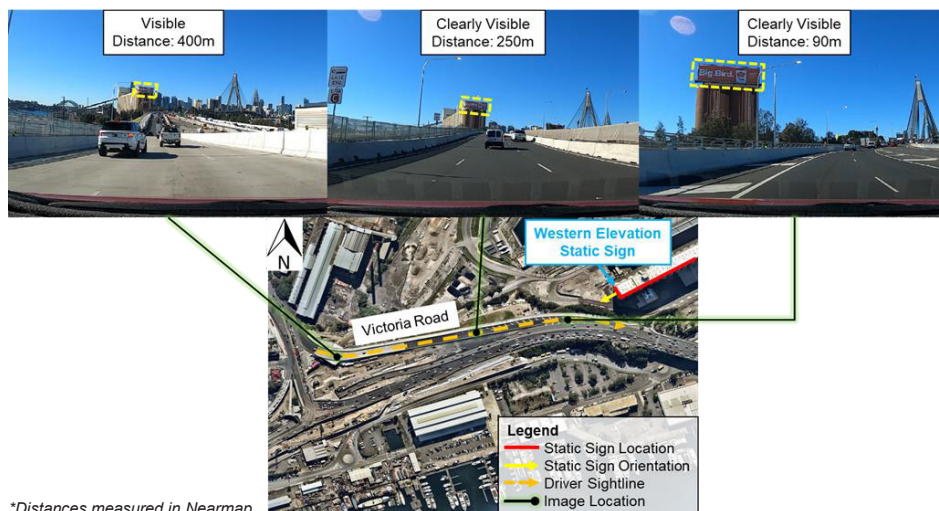 Visible
Distance: 400m
Clearly Visible
Distance: 250m
Clearly Visible
Distance: 90m
Big Bird.
N
Western Elevation
Static Sign
Victoria Road
Legend
Static Sign Location
Static Sign Orientation
Driver Sightline
Image Location
*Distances measured in Nearmap